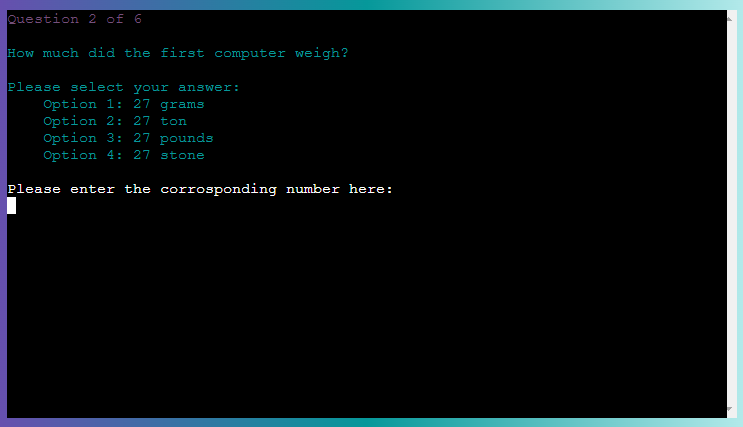 Question 2 of 6
How much did the first computer weigh?
Please select your answer:
Option 1: 27 grams
Option 2: 27 ton
Option 3: 27 pounds
Option 4: 27 stone
Please enter the corrosponding number here: